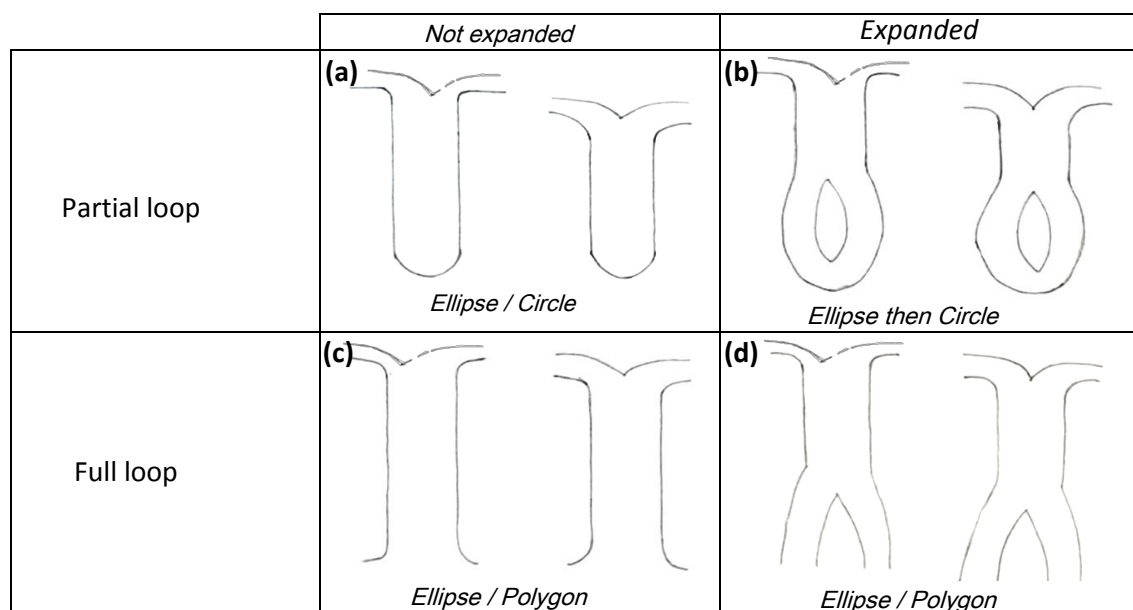 Not expanded
Expanded
Partial loop
(a)
Ellipse / Circle
(b)
Ellipse then Circle
Full loop
(c)
Ellipse / Polygon
(d)
Ellipse / Polygon